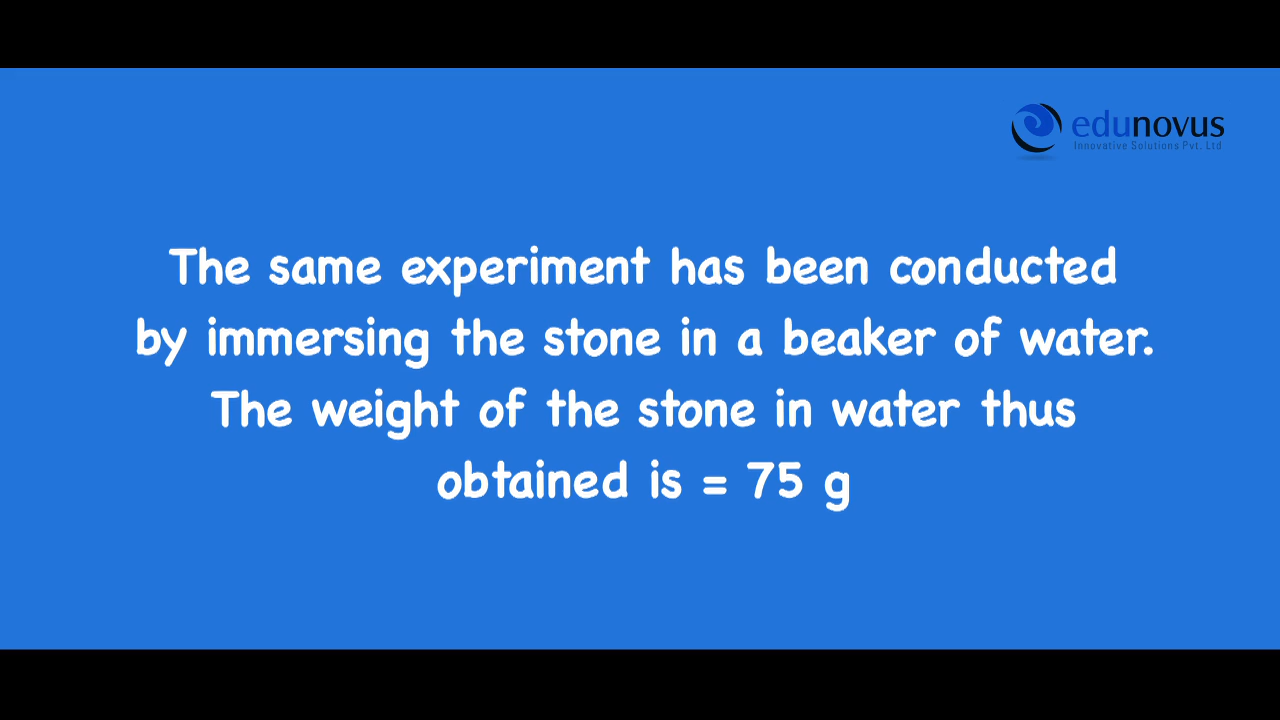 edunovus
Innovative Solutions Pvt. Ltd
The same experiment has been conducted
by immersing the stone in a beaker of water.
The weight of the stone in water thus
obtained is = 75 g